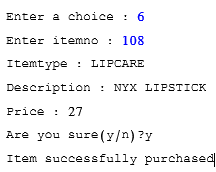 Enter a choice : 6
Enter itemno : 108
Itemtype : LIPCARE
Description : NYX LIPSTICK
Price : 27
Are you sure(y/n)?y
Item successfully purchased